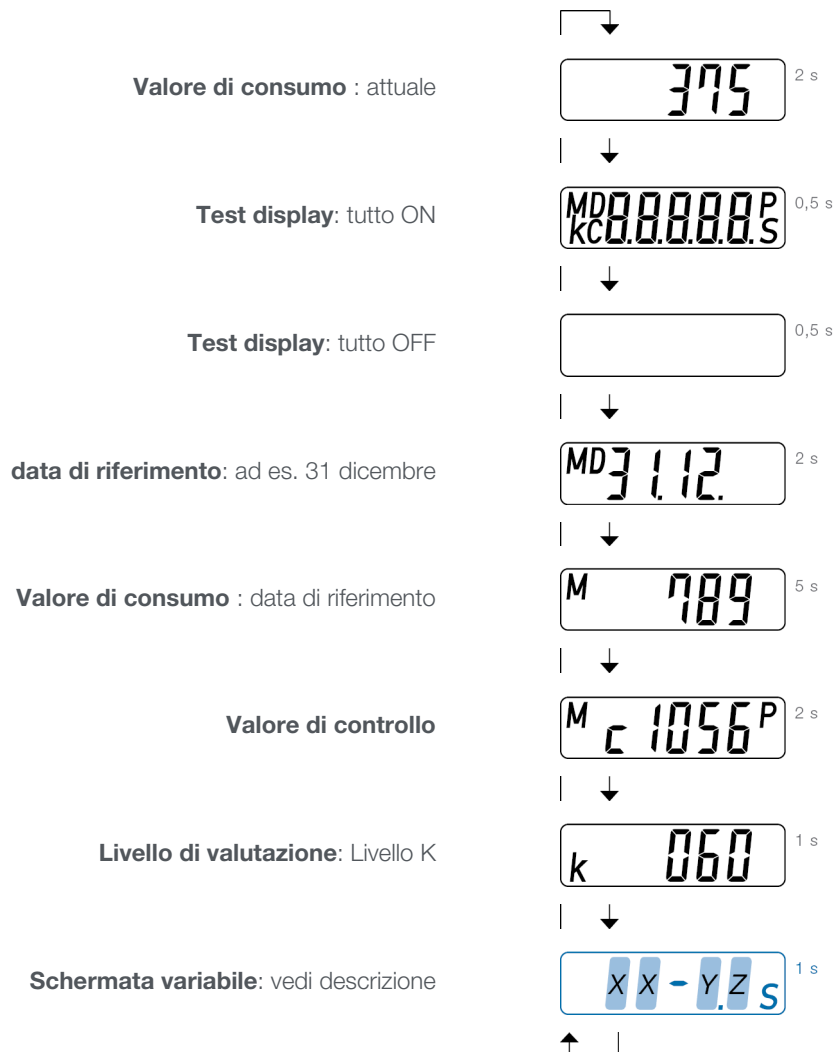 Valore di consumo : attuale
375
2 s
Test display: tutto ON
MD
kC
8.8.8.8.8.
P
S
0,5 s
Test display: tutto OFF
0,5 s
data di riferimento: ad es. 31 dicembre
MD 31.12.
2 s
Valore di consumo : data di riferimento
M 789
5 s
Valore di controllo
M c 1056 P
2 s
Livello di valutazione: Livello K
k 060
1 s
Schermata variabile: vedi descrizione
X X - Y.Z S
1 s